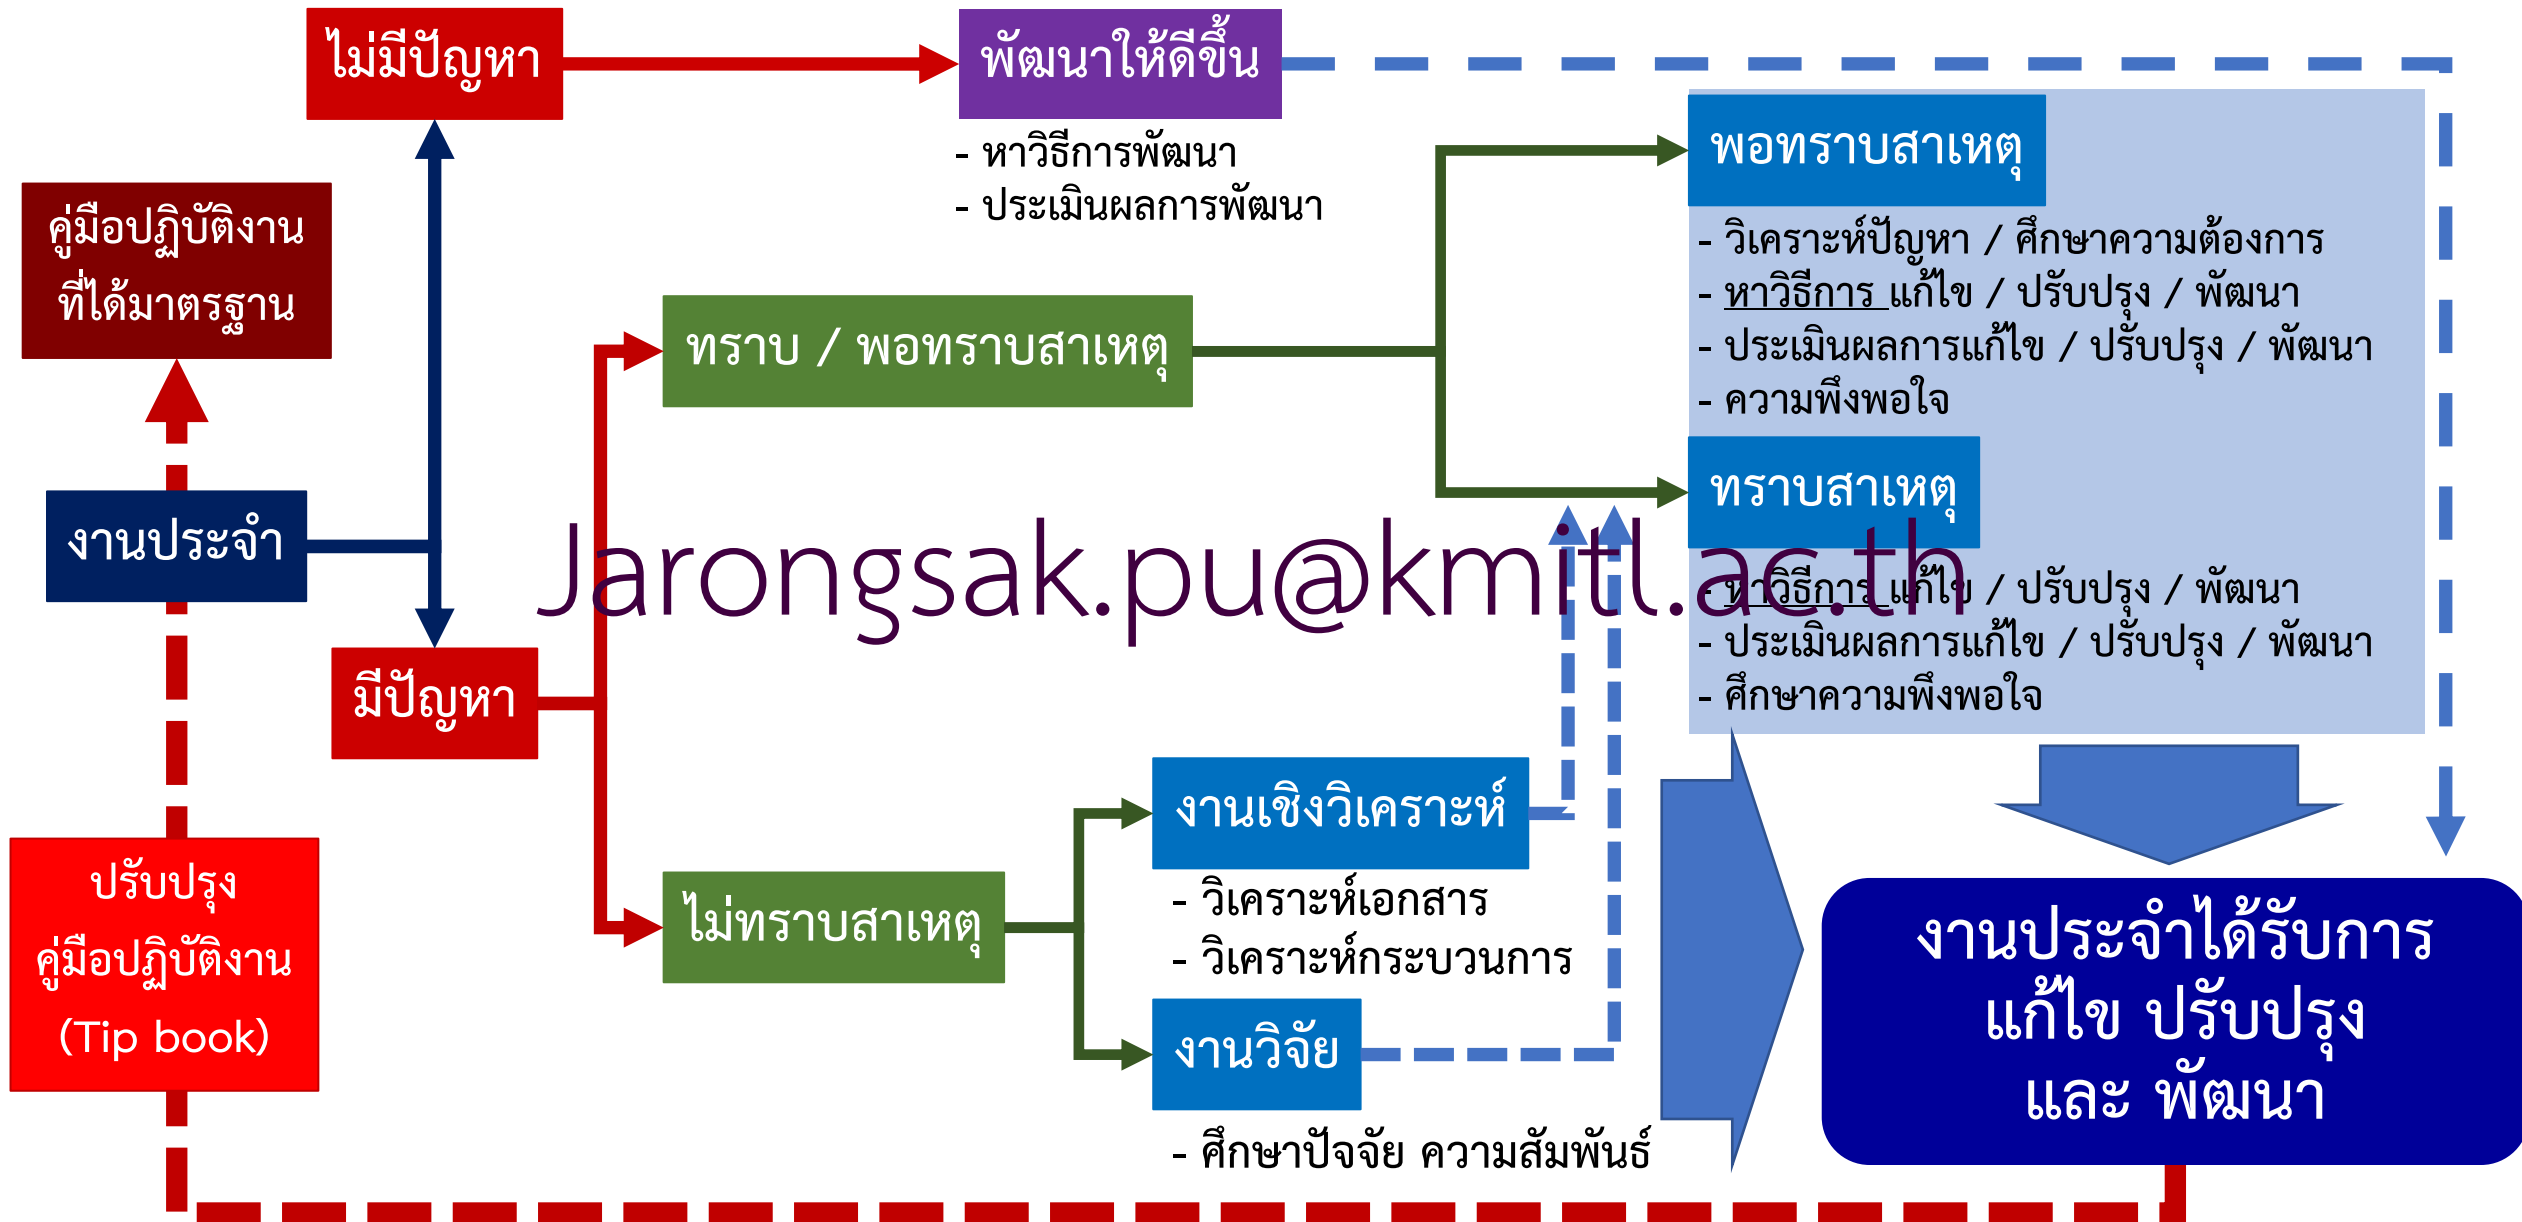 ไม่มีปัญหา
พัฒนาให้ดีขึ้น
- หาวิธีการพัฒนา
- ประเมินผลการพัฒนา
พอทราบสาเหตุ
- วิเคราะห์ปัญหา / ศึกษาความต้องการ
- หาวิธีการ แก้ไข / ปรับปรุง / พัฒนา
- ประเมินผลการแก้ไข / ปรับปรุง / พัฒนา
- ความพึงพอใจ
คู่มือปฏิบัติงาน
ที่ได้มาตรฐาน
ทราบ / พอทราบสาเหตุ
ทราบสาเหตุ
- หาวิธีการ แก้ไข / ปรับปรุง / พัฒนา
- ประเมินผลการแก้ไข / ปรับปรุง / พัฒนา
- ศึกษาความพึงพอใจ
งานประจำ
Jarongsak.pu@kmitl.ac.th
มีปัญหา
งานเชิงวิเคราะห์
- วิเคราะห์เอกสาร
- วิเคราะห์กระบวนการ
ไม่ทราบสาเหตุ
งานวิจัย
- ศึกษาปัจจัย ความสัมพันธ์
ปรับปรุง
คู่มือปฏิบัติงาน
(Tip book)
งานประจำได้รับการ
แก้ไข ปรับปรุง
และ พัฒนา